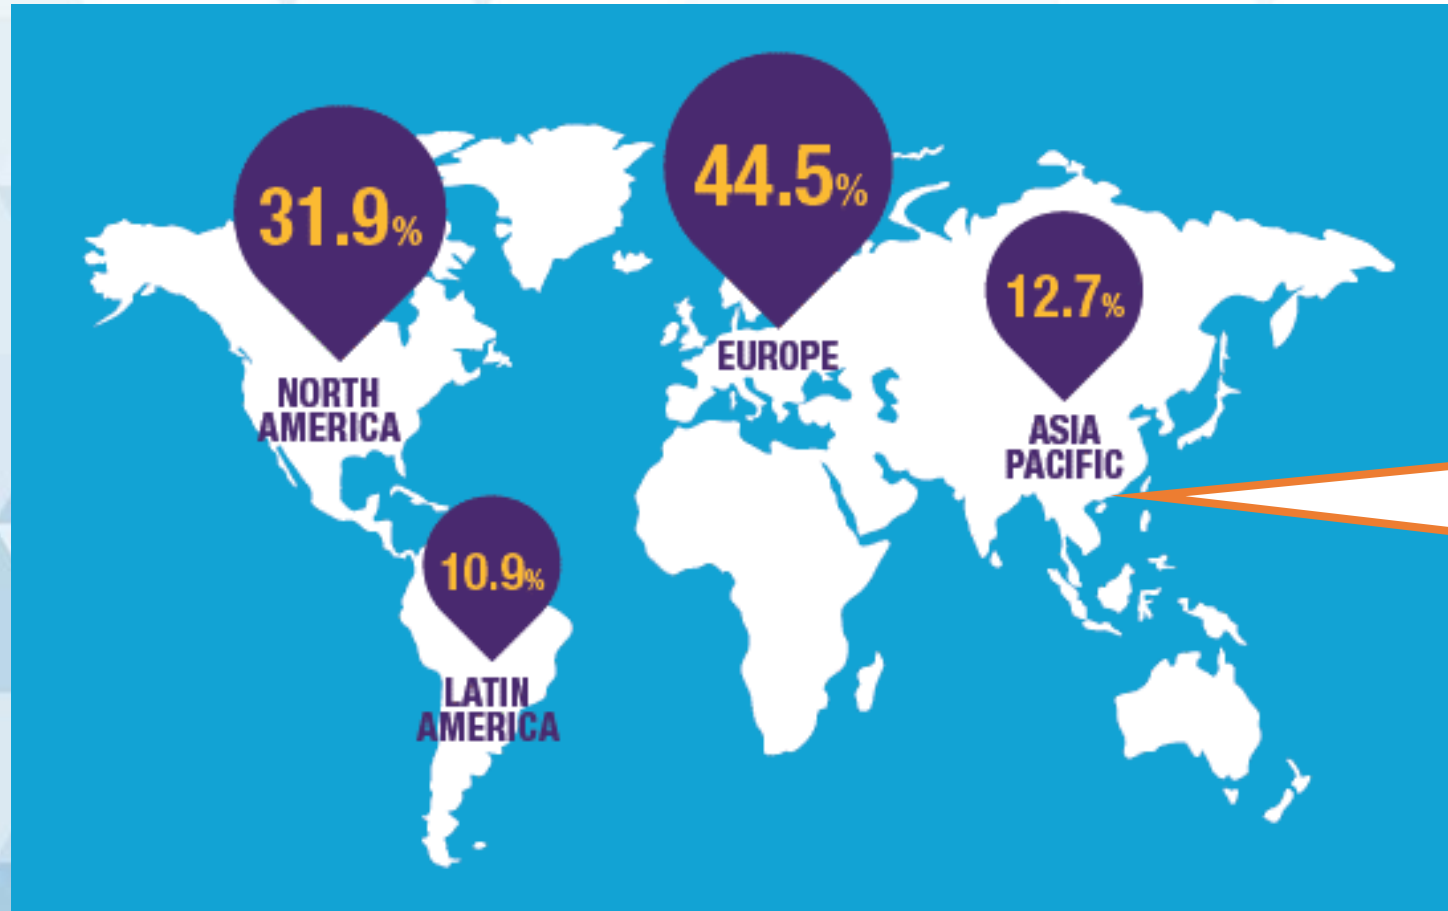 31.9%
NORTH
AMERICA
44.5%
EUROPE
12.7%
ASIA
PACIFIC
10.9%
LATIN
AMERICA